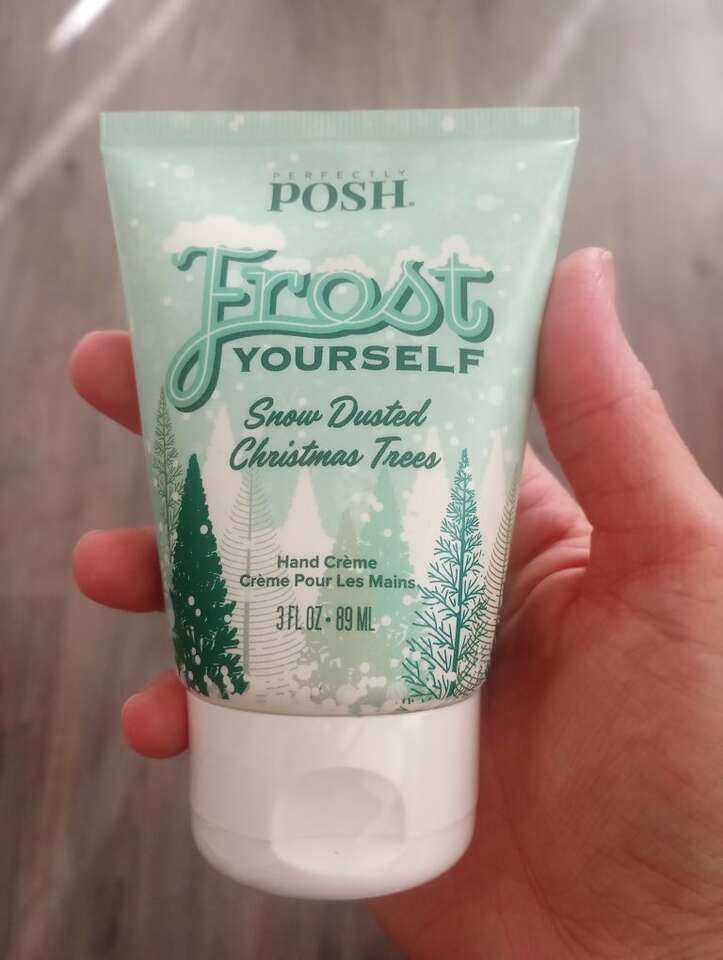 PERFECTLY
POSH®
Frost
YOURSELF
Snow Dusted
Christmas Trees
Hand Crème
Crème Pour Les Mains
3 FL OZ • 89 ML